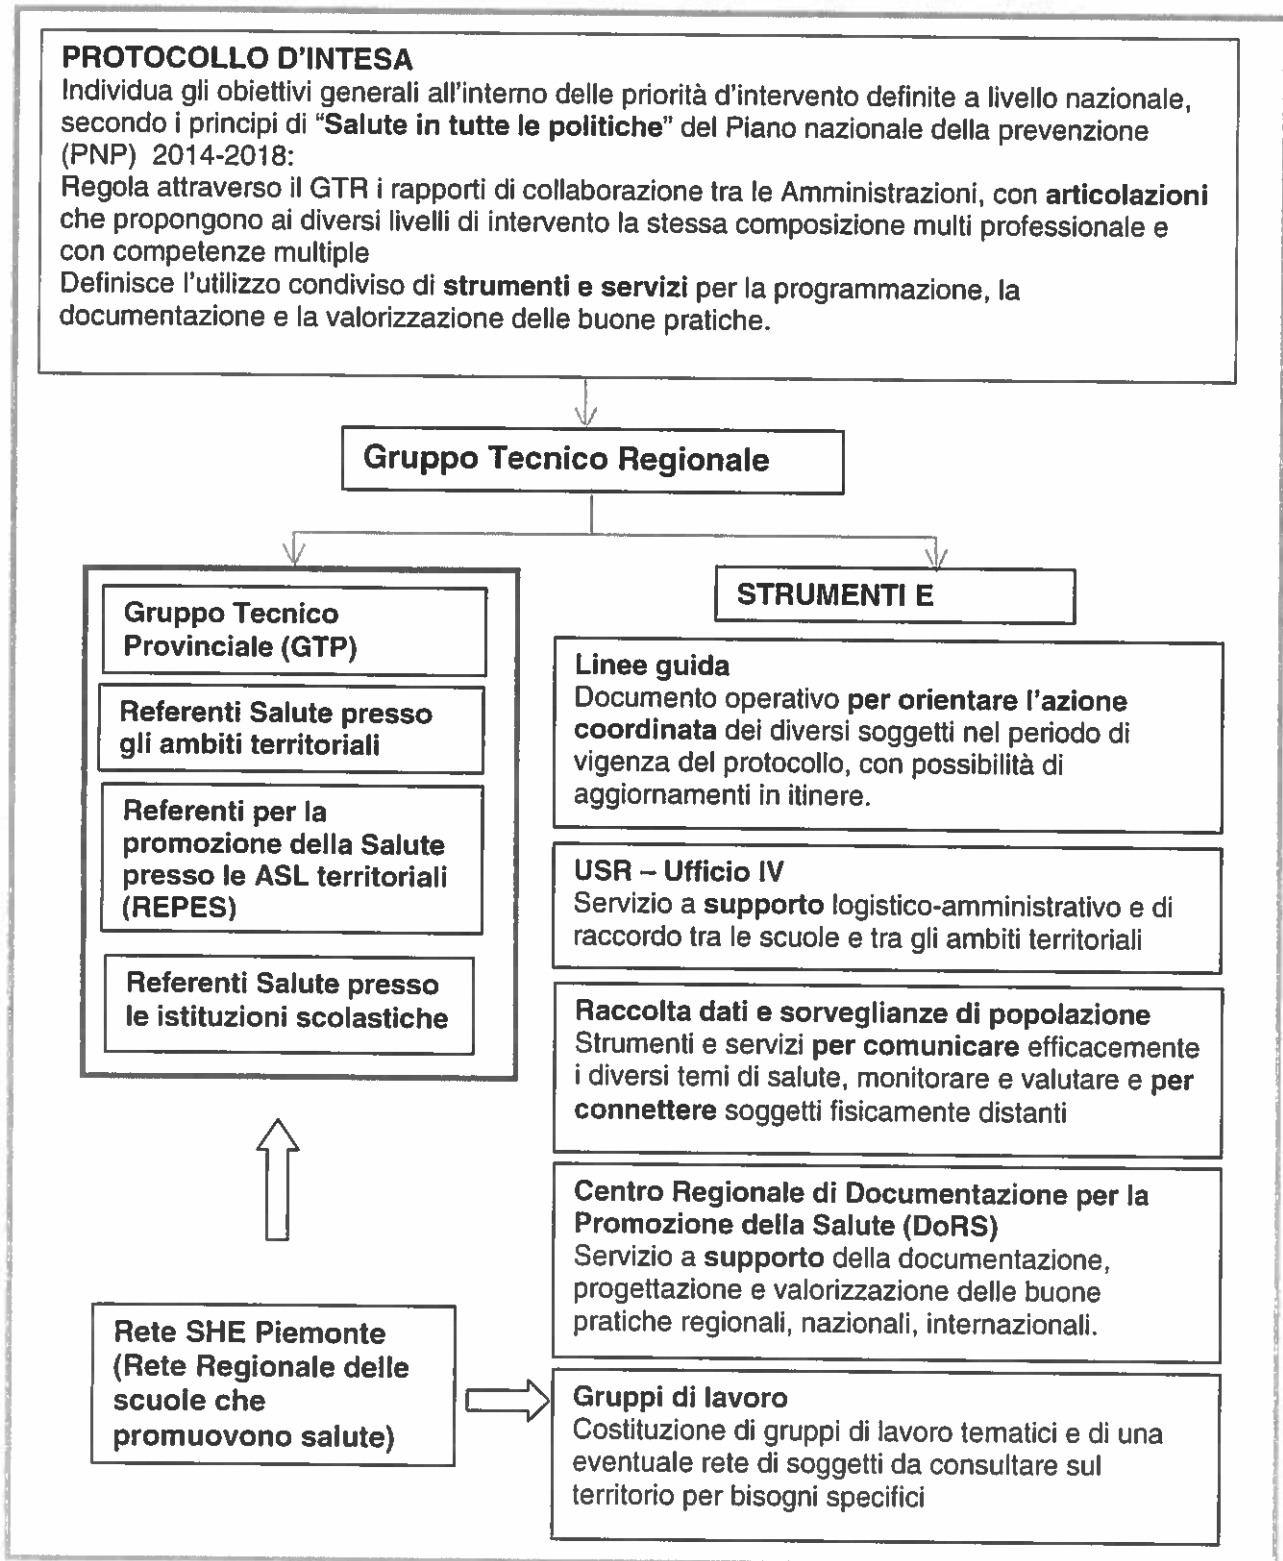 PROTOCOLLO D'INTESA
Individua gli obiettivi generali all'interno delle priorità d'intervento definite a livello nazionale,
secondo i principi di “Salute in tutte le politiche” del Piano nazionale della prevenzione
(PNP) 2014-2018:
Regola attraverso il GTR i rapporti di collaborazione tra le Amministrazioni, con articolazioni
che propongono ai diversi livelli di intervento la stessa composizione multi professionale e
con competenze multiple
Definisce l'utilizzo condiviso di strumenti e servizi per la programmazione, la
documentazione e la valorizzazione delle buone pratiche.
Gruppo Tecnico Regionale
Gruppo Tecnico
Provinciale (GTP)
Referenti Salute presso
gli ambiti territoriali
Referenti per la
promozione della Salute
presso le ASL territoriali
(REPES)
Referenti Salute presso
le istituzioni scolastiche
Rete SHE Piemonte
(Rete Regionale delle
scuole che
promuovono salute)
STRUMENTI E
Linee guida
Documento operativo per orientare l'azione
coordinata dei diversi soggetti nel periodo di
vigenza del protocollo, con possibilità di
aggiornamenti in itinere.
USR – Ufficio IV
Servizio a supporto logistico-amministrativo e di
raccordo tra le scuole e tra gli ambiti territoriali
Raccolta dati e sorveglianze di popolazione
Strumenti e servizi per comunicare efficacemente
i diversi temi di salute, monitorare e valutare e per
connettere soggetti fisicamente distanti
Centro Regionale di Documentazione per la
Promozione della Salute (DoRS)
Servizio a supporto della documentazione,
progettazione e valorizzazione delle buone
pratiche regionali, nazionali, internazionali.
Gruppi di lavoro
Costituzione di gruppi di lavoro tematici e di una
eventuale rete di soggetti da consultare sul
territorio per bisogni specifici